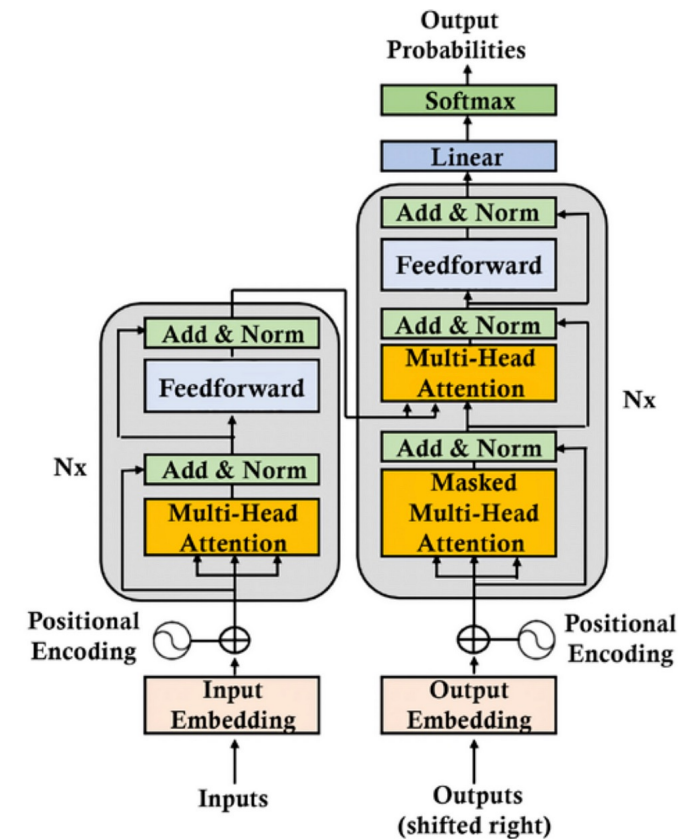 Output
Probabilities
Softmax
Linear
Add & Norm
Feedforward
Add & Norm
Multi-Head
Attention
Add & Norm
Masked
Multi-Head
Attention
Nx
Add & Norm
Feedforward
Add & Norm
Multi-Head
Attention
Nx
Positional
Encoding
Positional
Encoding
Input
Embedding
Output
Embedding
Inputs
Outputs
(shifted right)